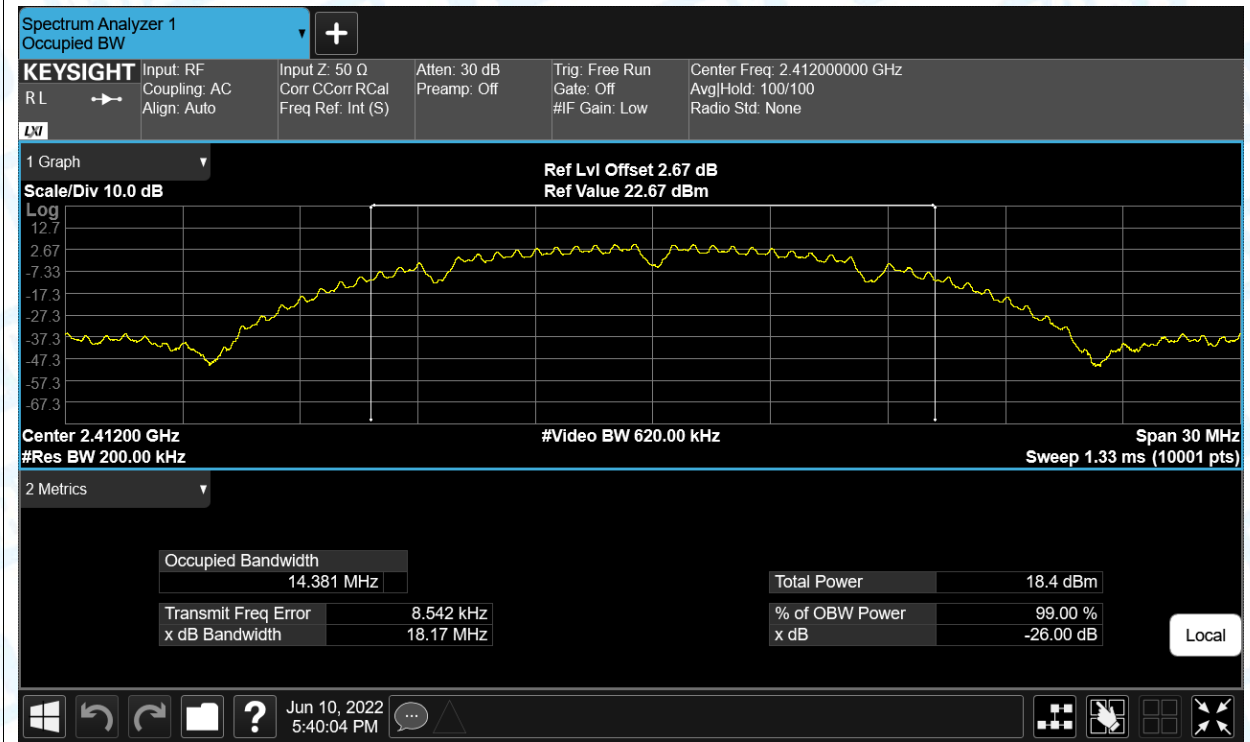 Spectrum Analyzer 1
Occupied BW
KEYSIGHT
R L
LXI
Input: RF
Coupling: AC
Align: Auto
Input Z: 50 Ω
Corr CCorr RCal
Freq Ref: Int (S)
Atten: 30 dB
Preamp: Off
Trig: Free Run
Gate: Off
#IF Gain: Low
Center Freq: 2.412000000 GHz
Avg|Hold: 100/100
Radio Std: None
1 Graph
Scale/Div 10.0 dB
Ref Lvl Offset 2.67 dB
Ref Value 22.67 dBm
Log
12.7
2.67
-7.33
-17.3
-27.3
-37.3
-47.3
-57.3
-67.3
Center 2.41200 GHz
#Video BW 620.00 kHz
Span 30 MHz
#Res BW 200.00 kHz
Sweep 1.33 ms (10001 pts)
2 Metrics
Occupied Bandwidth
14.381 MHz
Total Power 18.4 dBm
Transmit Freq Error 8.542 kHz
% of OBW Power 99.00 %
x dB Bandwidth 18.17 MHz
x dB -26.00 dB
Local
?
Jun 10, 2022
5:40:04 PM